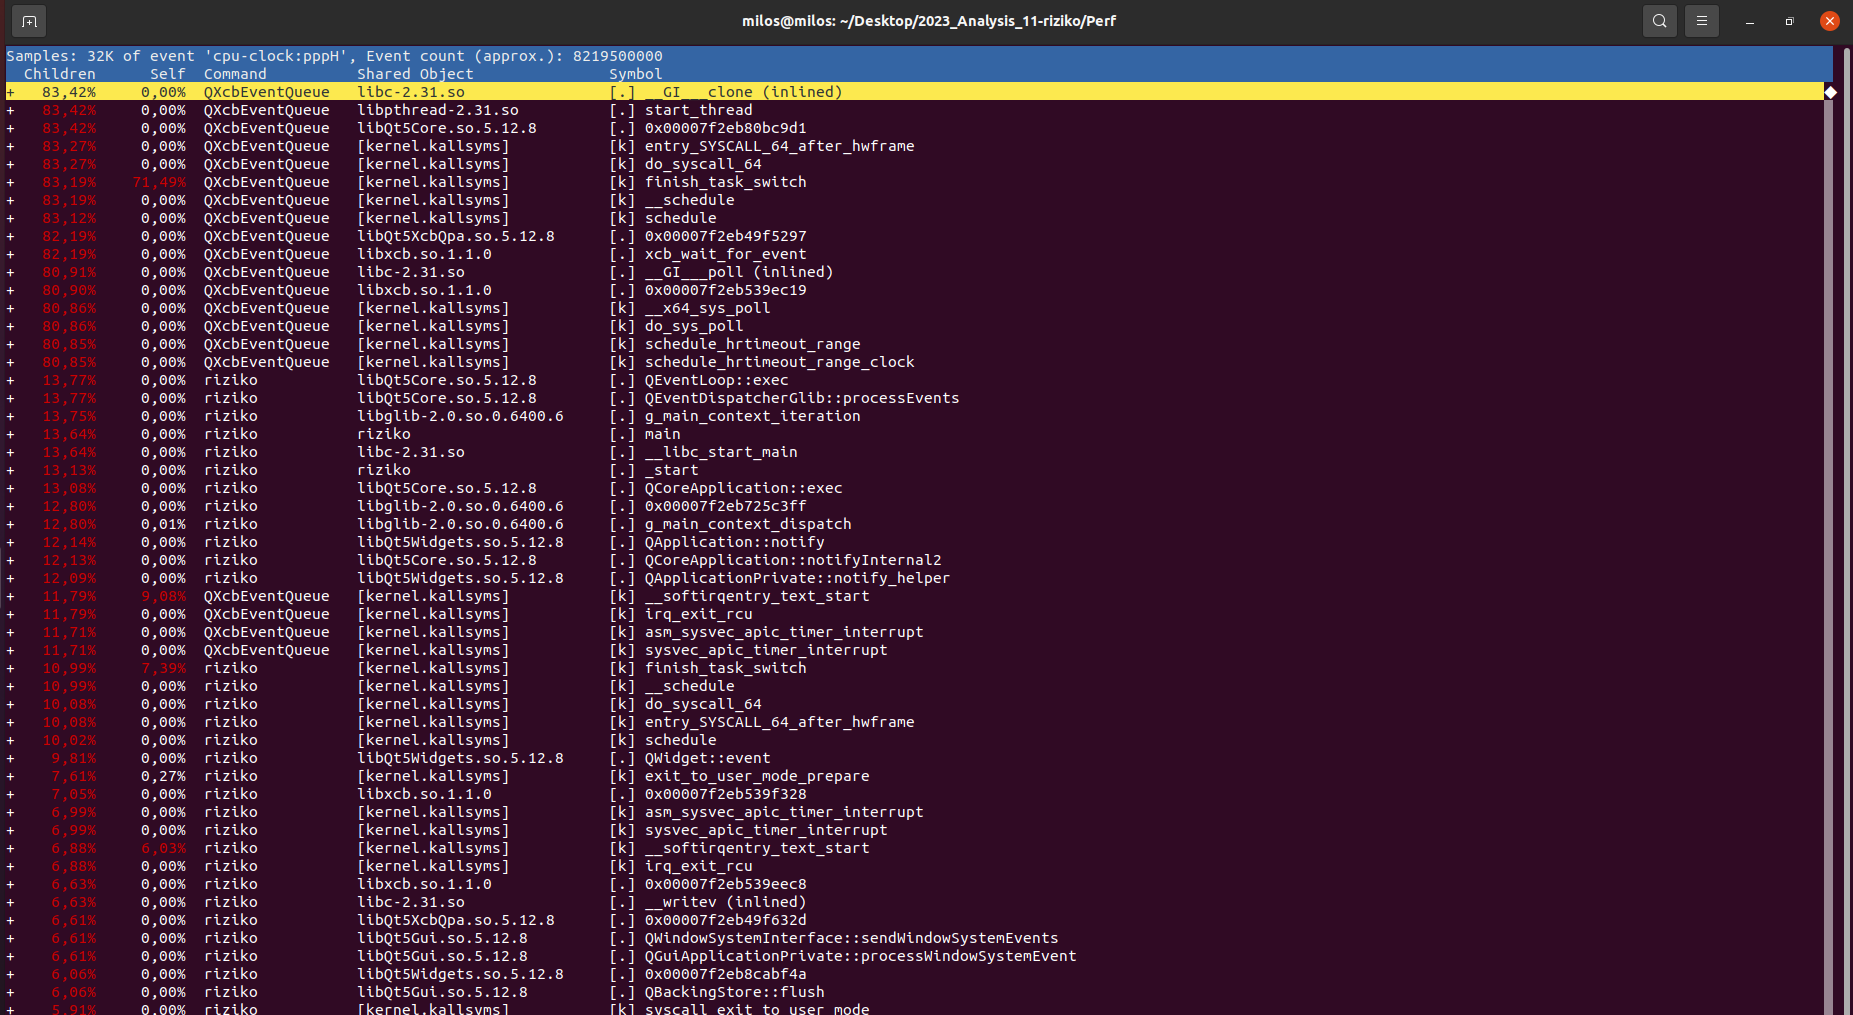 milos@milos: ~/Desktop/2023_Analysis_11-riziko/Perf
Samples: 32K of event 'cpu-clock:pppH', Event count (approx.): 8219500000
Children Self Command Shared Object Symbol
+ 83,42% 0,00% QXcbEventQueue libc-2.31.so [.] __GI___clone (inlined)
+ 83,42% 0,00% QXcbEventQueue libpthread-2.31.so [.] start_thread
+ 83,42% 0,00% QXcbEventQueue libQt5Core.so.5.12.8 [.] 0x00007f2eb80bc9d1
+ 83,27% 0,00% QXcbEventQueue [kernel.kallsyms] [k] entry_SYSCALL_64_after_hwframe
+ 83,27% 0,00% QXcbEventQueue [kernel.kallsyms] [k] do_syscall_64
+ 83,19% 71,49% QXcbEventQueue [kernel.kallsyms] [k] finish_task_switch
+ 83,19% 0,00% QXcbEventQueue [kernel.kallsyms] [k] __schedule
+ 83,12% 0,00% QXcbEventQueue [kernel.kallsyms] [k] schedule
+ 82,19% 0,00% QXcbEventQueue libQt5XcbQpa.so.5.12.8 [.] 0x00007f2eb49f5297
+ 82,19% 0,00% QXcbEventQueue libxcb.so.1.1.0 [.] xcb_wait_for_event
+ 80,91% 0,00% QXcbEventQueue libc-2.31.so [.] __GI___poll (inlined)
+ 80,90% 0,00% QXcbEventQueue libxcb.so.1.1.0 [.] 0x00007f2eb539ec19
+ 80,86% 0,00% QXcbEventQueue [kernel.kallsyms] [k] __x64_sys_poll
+ 80,86% 0,00% QXcbEventQueue [kernel.kallsyms] [k] do_sys_poll
+ 80,85% 0,00% QXcbEventQueue [kernel.kallsyms] [k] schedule_hrtimeout_range
+ 80,85% 0,00% QXcbEventQueue [kernel.kallsyms] [k] schedule_hrtimeout_range_clock
+ 13,77% 0,00% riziko libQt5Core.so.5.12.8 [.] QEventLoop::exec
+ 13,77% 0,00% riziko libQt5Core.so.5.12.8 [.] QEventDispatcherGlib::processEvents
+ 13,75% 0,00% riziko libglib-2.0.so.0.6400.6 [.] g_main_context_iteration
+ 13,64% 0,00% riziko riziko [.] main
+ 13,64% 0,00% riziko libc-2.31.so [.] __libc_start_main
+ 13,13% 0,00% riziko riziko [.] _start
+ 13,08% 0,00% riziko libQt5Core.so.5.12.8 [.] QCoreApplication::exec
+ 12,80% 0,00% riziko libglib-2.0.so.0.6400.6 [.] 0x00007f2eb725c3ff
+ 12,80% 0,01% riziko libglib-2.0.so.0.6400.6 [.] g_main_context_dispatch
+ 12,14% 0,00% riziko libQt5Widgets.so.5.12.8 [.] QApplication::notify
+ 12,13% 0,00% riziko libQt5Core.so.5.12.8 [.] QCoreApplication::notifyInternal2
+ 12,09% 0,00% riziko libQt5Widgets.so.5.12.8 [.] QApplicationPrivate::notify_helper
+ 11,79% 9,08% QXcbEventQueue [kernel.kallsyms] [k] __softirqentry_text_start
+ 11,79% 0,00% QXcbEventQueue [kernel.kallsyms] [k] irq_exit_rcu
+ 11,71% 0,00% QXcbEventQueue [kernel.kallsyms] [k] asm_sysvec_apic_timer_interrupt
+ 11,71% 0,00% QXcbEventQueue [kernel.kallsyms] [k] sysvec_apic_timer_interrupt
+ 10,99% 7,39% riziko [kernel.kallsyms] [k] finish_task_switch
+ 10,99% 0,00% riziko [kernel.kallsyms] [k] __schedule
+ 10,08% 0,00% riziko [kernel.kallsyms] [k] do_syscall_64
+ 10,08% 0,00% riziko [kernel.kallsyms] [k] entry_SYSCALL_64_after_hwframe
+ 10,02% 0,00% riziko [kernel.kallsyms] [k] schedule
+ 9,81% 0,00% riziko libQt5Widgets.so.5.12.8 [.] QWidget::event
+ 7,61% 0,27% riziko [kernel.kallsyms] [k] exit_to_user_mode_prepare
+ 7,05% 0,00% riziko libxcb.so.1.1.0 [.] 0x00007f2eb539f328
+ 6,99% 0,00% riziko [kernel.kallsyms] [k] asm_sysvec_apic_timer_interrupt
+ 6,99% 0,00% riziko [kernel.kallsyms] [k] sysvec_apic_timer_interrupt
+ 6,88% 6,03% riziko [kernel.kallsyms] [k] __softirqentry_text_start
+ 6,88% 0,00% riziko [kernel.kallsyms] [k] irq_exit_rcu
+ 6,63% 0,00% riziko libxcb.so.1.1.0 [.] 0x00007f2eb539eec8
+ 6,63% 0,00% riziko libc-2.31.so [.] __writev (inlined)
+ 6,61% 0,00% riziko libQt5XcbQpa.so.5.12.8 [.] 0x00007f2eb49f632d
+ 6,61% 0,00% riziko libQt5Gui.so.5.12.8 [.] QWindowSystemInterface::sendWindowSystemEvents
+ 6,61% 0,00% riziko libQt5Gui.so.5.12.8 [.] QGuiApplicationPrivate::processWindowSystemEvent
+ 6,06% 0,00% riziko libQt5Widgets.so.5.12.8 [.] 0x00007f2eb8cabf4a
+ 6,06% 0,00% riziko libQt5Gui.so.5.12.8 [.] QBackingStore::flush
+ 5,91% 0,00% riziko [kernel.kallsyms] [k] syscall_exit_to_user_mode